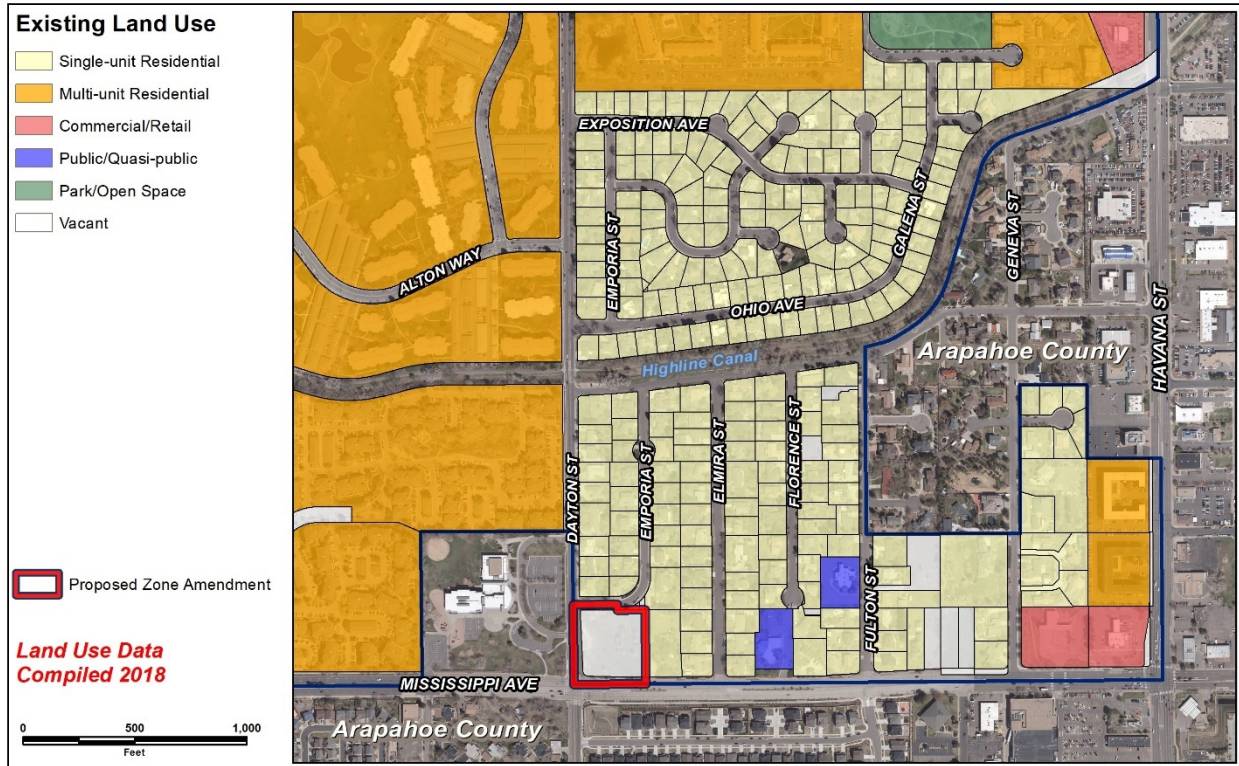 Existing Land Use
Single-unit Residential
Multi-unit Residential
Commercial/Retail
Public/Quasi-public
Park/Open Space
Vacant
Proposed Zone Amendment
Land Use Data
Compiled 2018
0 500 1,000
Feet
EXPOSITION AVE
EMPORIA ST
GALENA ST
GENEVA ST
ALTON WAY
OHIO AVE
Highline Canal
Arapahoe County
HAVANA ST
DAYTON ST
EMPORIA ST
ELMIRA ST
FLORENCE ST
FULTON ST
MISSISSIPPI AVE
Arapahoe County